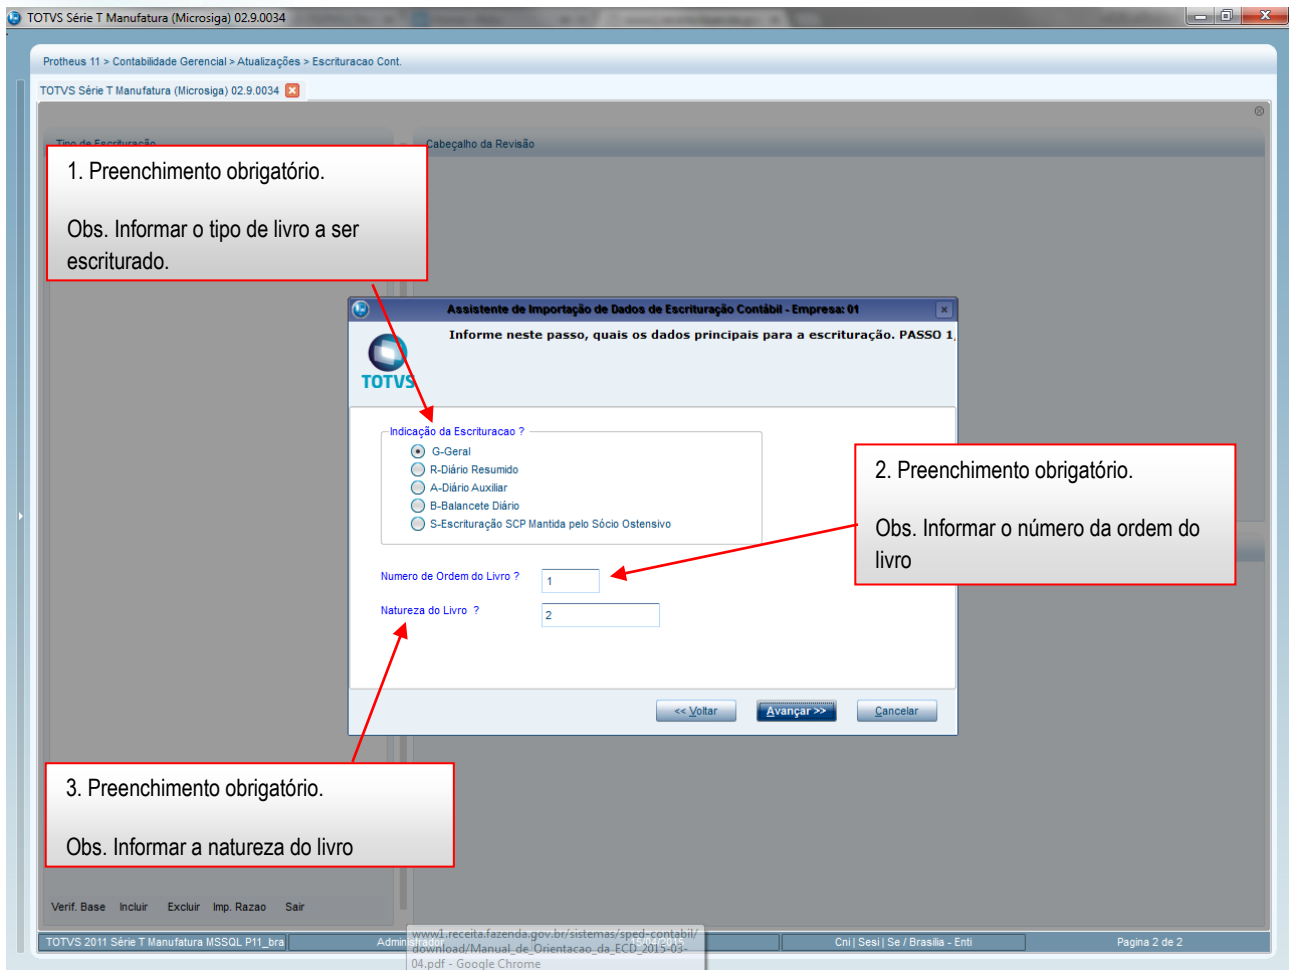 TOTVS Série T Manufatura (Microsiga) 02.9.0034
Protheus 11 > Contabilidade Gerencial > Atualizações > Escrituracao Cont.
TOTVS Série T Manufatura (Microsiga) 02.9.0034
Tipo de Escrituração
Cabeçalho da Revisão
1. Preenchimento obrigatório.
Obs. Informar o tipo de livro a ser
escriturado.
Assistente de Importação de Dados de Escrituração Contábil - Empresa: 01
Informe neste passo, quais os dados principais para a escrituração. PASSO 1
TOTVS
Indicação da Escrituracao ?
G-Geral
R-Diário Resumido
A-Diário Auxiliar
B-Balancete Diário
S-Escrituração SCP Mantida pelo Sócio Ostensivo
2. Preenchimento obrigatório.
Obs. Informar o número da ordem do
livro
Numero de Ordem do Livro ? 1
Natureza do Livro ? 2
<< Voltar Avançar >> Cancelar
3. Preenchimento obrigatório.
Obs. Informar a natureza do livro
Verif. Base Incluir Excluir Imp. Razao Sair
TOTVS 2011 Série T Manufatura MSSQL P11_bra Administrador 15/04/2015 Cni | Sesi | Se / Brasilia - Enti Pagina 2 de 2
www1.receita.fazenda.gov.br/sistemas/sped-contabil/
download/Manual_de_Orientacao_da_ECD_2015-03-
04.pdf - Google Chrome